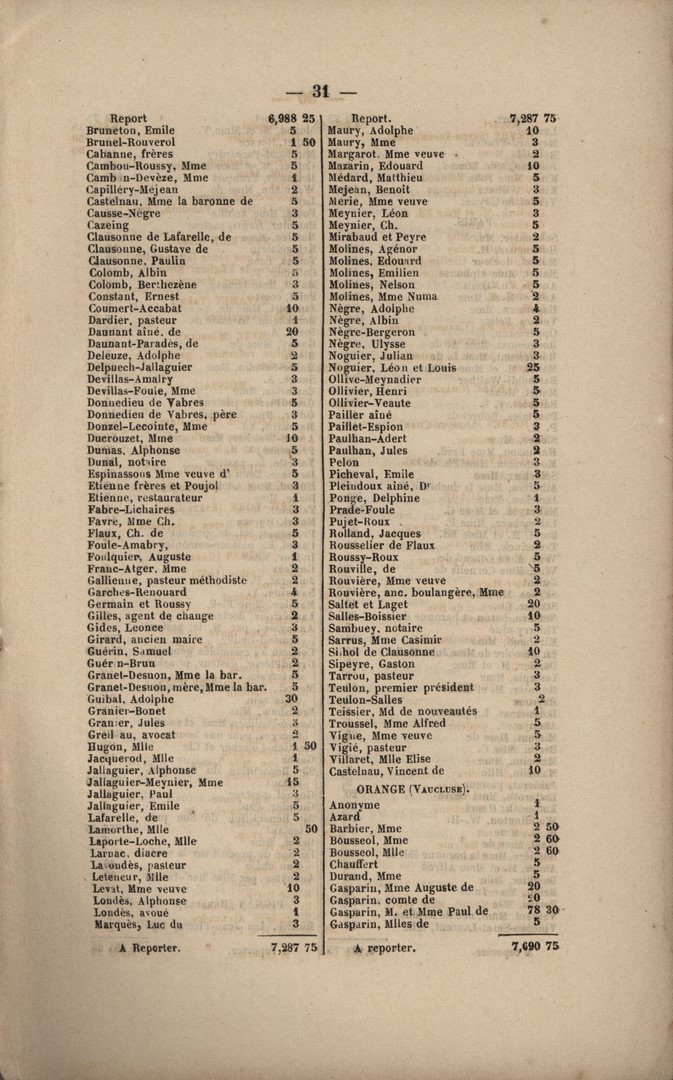 — 31 —
Report 6,988 25
Bruneton, Emile 5
Brunel-Rouverol 1 50
Cabanne, frères 5
Cambon-Roussy, Mme 5
Camb n-Devèze, Mme 1
Capilléry-Mejean 2
Castelnau, Mme la baronne de 5
Causse-Nègre 3
Cazeing 5
Clausonne de Lafarelle, de 5
Clausonne, Gustave de 5
Clausonne, Paulin 5
Colomb, Albin 5
Colomb, Berthezène 3
Constant, Ernest 5
Coumert-Accabat 10
Dardier, pasteur 1
Daunant aîné, de 20
Daunant-Paradès, de 5
Deleuze, Adolphe 2
Delpuech-Jallaguier 5
Devillas-Amalry 3
Devillas-Foule, Mme 3
Donnedieu de Vabres 5
Donnedieu de Vabres, père 3
Donzel-Lecointe, Mme 5
Ducrouzet, Mme 10
Dumas, Alphonse 5
Dunal, notaire 3
Espinassous Mme veuve d' 5
Etienne frères et Poujol 3
Etienne, restaurateur 1
Fabre-Lichaires 3
Favre, Mme Ch. 3
Flaux, Ch. de 5
Foule-Amabry, 3
Foulquier, Auguste 1
Franc-Atger, Mme 2
Gallienne, pasteur méthodiste 2
Garches-Renouard 4
Germain et Roussy 5
Gilles, agent de change 2
Gides, Leonce 3
Girard, ancien maire 5
Guérin, Samuel 2
Guér n-Brun 2
Granet-Desnon, Mme la bar. 5
Granet-Desnon, mère, Mme la bar. 5
Guibal, Adolphe 30
Granier-Bonet 2
Granier, Jules 3
Greil au, avocat 2
Hugon, Mlle 1 50
Jacquerod, Mlle 1
Jallaguier, Alphonse 5
Jallaguier-Meynier, Mme 15
Jallaguier, Paul 3
Jallaguier, Emile 5
Lafarelle, de 5
Lamorthe, Mlle 50
Laporte-Loche, Mlle 2
Larnac, diacre 2
La oudès, pasteur 2
Leteneur, Mlle 2
Levat, Mme veuve 10
Londès, Alphonse 3
Londès, avoué 1
Marquès, Luc du 3
A Reporter. 7,287 75
Report. 7,287 75
Maury, Adolphe 10
Maury, Mme 3
Margarot, Mme veuve 2
Mazarin, Edouard 10
Médard, Matthieu 5
Mejean, Benoit 3
Merie, Mme veuve 5
Meynier, Léon 3
Meynier, Ch. 5
Mirabaud et Peyre 2
Molines, Agénor 5
Molines, Edouard 5
Molines, Emilien 5
Molines, Nelson 5
Molines, Mme Numa 2
Nègre, Adolphe 4
Nègre, Albin 2
Nègre-Bergeron 5
Nègre, Ulysse 3
Noguier, Julian 3
Noguier, Léon et Louis 25
Ollive-Meynadier 5
Ollivier, Henri 5
Ollivier-Veaute 5
Pailler aîné 5
Paillet-Espion 3
Paulhan-Adert 2
Paulhan, Jules 2
Pelon 3
Picheval, Emile 3
Pleindoux aîné, Dr 5
Ponge, Delphine 1
Prade-Foule 3
Pujet-Roux 2
Rolland, Jacques 5
Rousselier de Flaux 2
Roussy-Roux 5
Rouville, de 5
Rouvière, Mme veuve 2
Rouvière, anc. boulangère, Mme 2
Saltet et Laget 20
Salles-Boissier 10
Sambucy, notaire 5
Sarrus, Mme Casimir 2
Silhol de Clausonne 10
Sipeyre, Gaston 2
Tarrou, pasteur 3
Teulon, premier président 3
Teulon-Salles 2
Teissier, Md de nouveautés 1
Troussel, Mme Alfred 5
Vigne, Mme veuve 5
Vigié, pasteur 3
Villaret, Mlle Elise 2
Castelnau, Vincent de 10
ORANGE (VAUCLUSE).
Anonyme 1
Azard 1
Barbier, Mme 2 50
Bousseol, Mme 2 60
Bousseol, Mlle 2 60
Chauffert 5
Durand, Mme 5
Gasparin, Mme Auguste de 20
Gasparin, comte de
Gasparin, M. et Mme Paul de 78 30
Gasparin, Mlles de 5
A reporter. 7,690 75